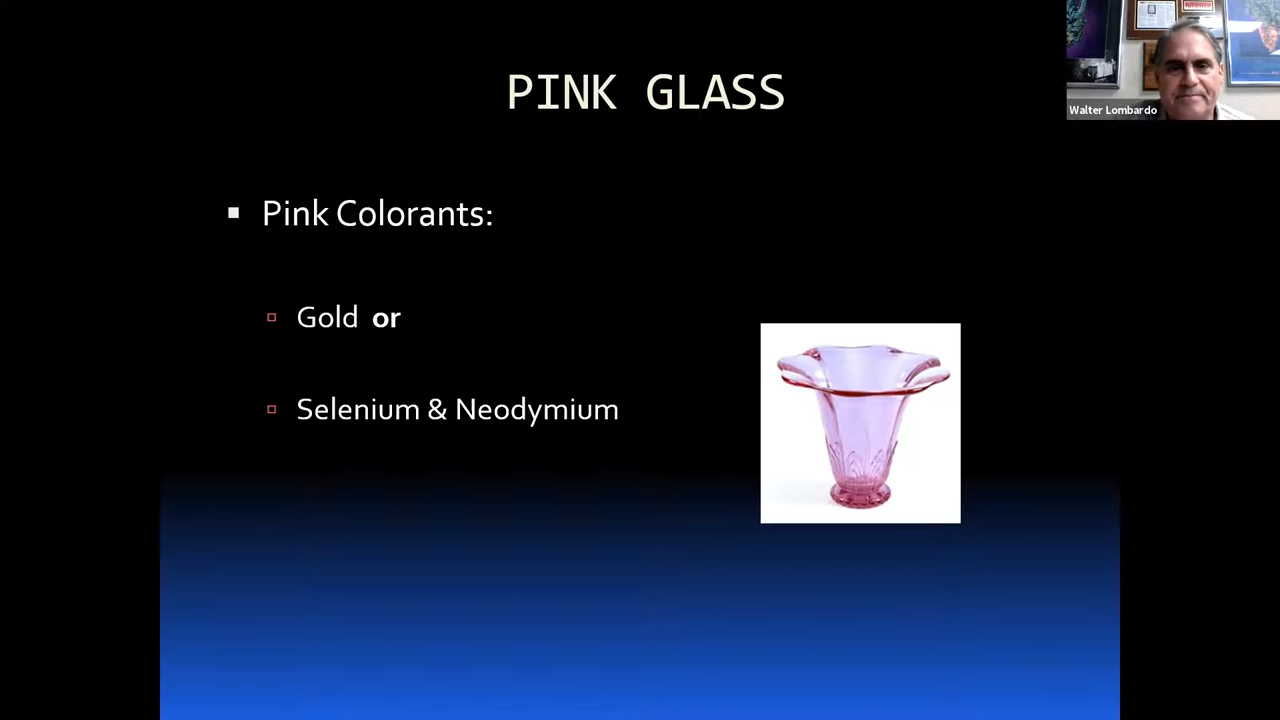 PINK GLASS
Walter Lombardo
Pink Colorants:
Gold or
Selenium & Neodymium